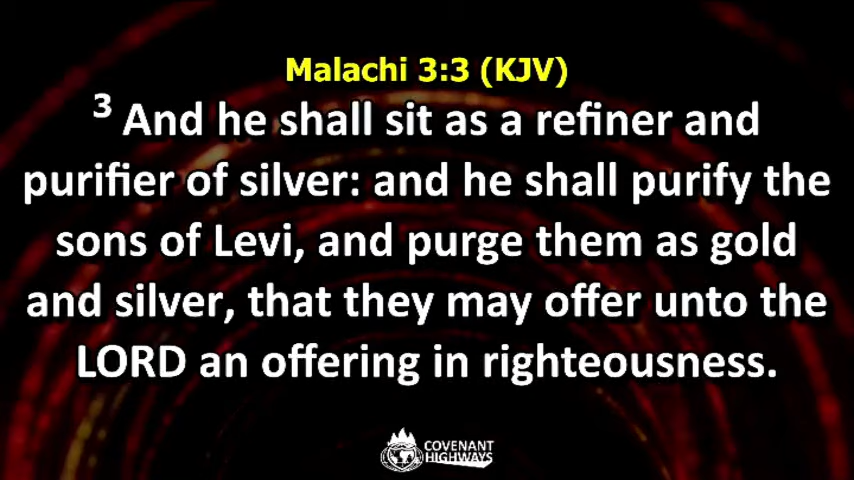 Malachi 3:3 (KJV)
3 And he shall sit as a refiner and
purifier of silver: and he shall purify the
sons of Levi, and purge them as gold
and silver, that they may offer unto the
LORD an offering in righteousness.
COVENANT
HIGHWAYS